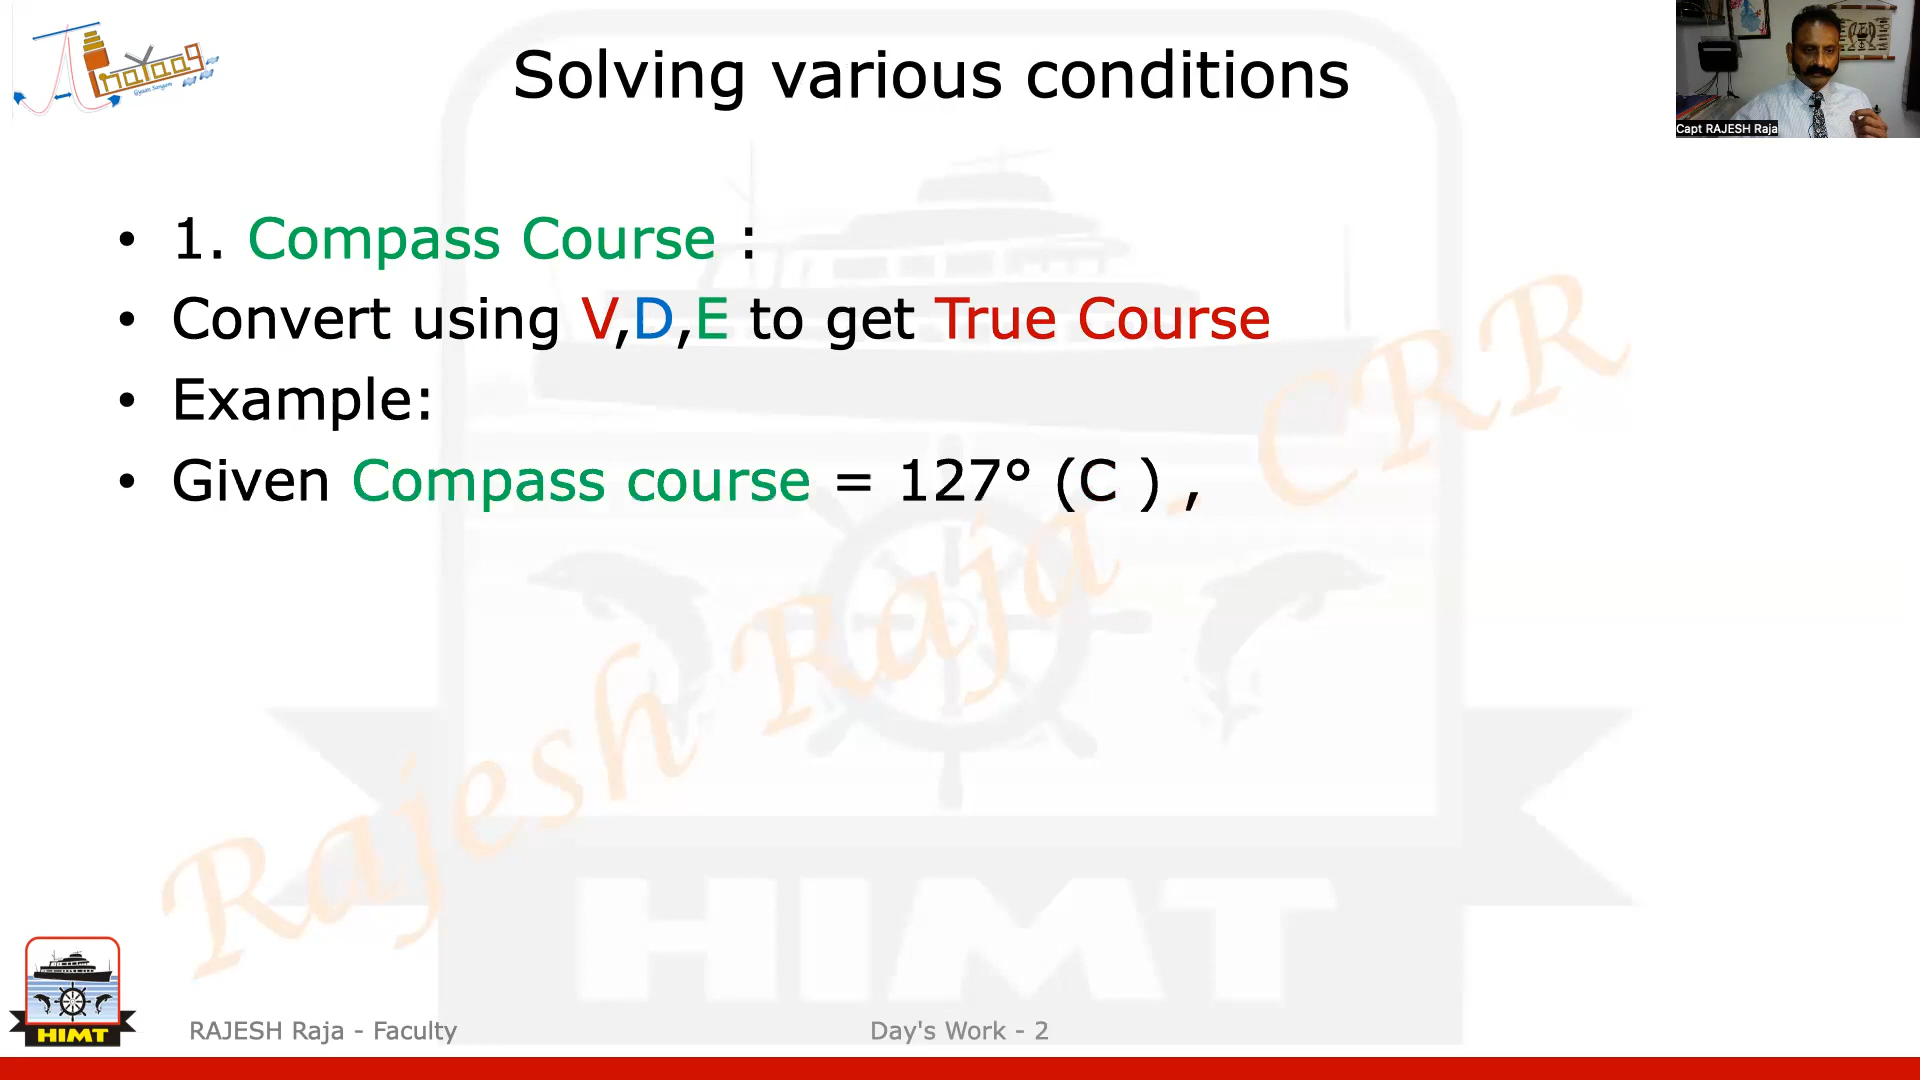 Solving various conditions
Capt RAJESH Raja
• 1. Compass Course :
• Convert using V,D,E to get True Course
• Example:
• Given Compass course = 127° (C ) ,
Rajesh Raja - CRR
HIMT
HIMT
RAJESH Raja - Faculty
Day's Work - 2